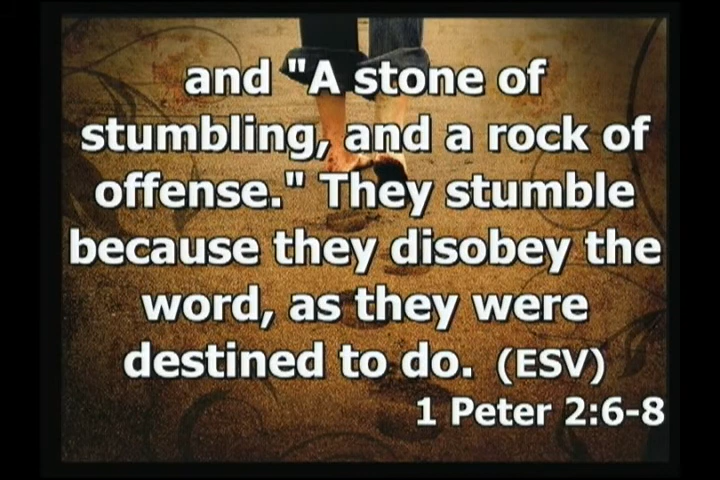 and "A stone of
stumbling, and a rock of
offense." They stumble
because they disobey the
word, as they were
destined to do. (ESV)
1 Peter 2:6-8